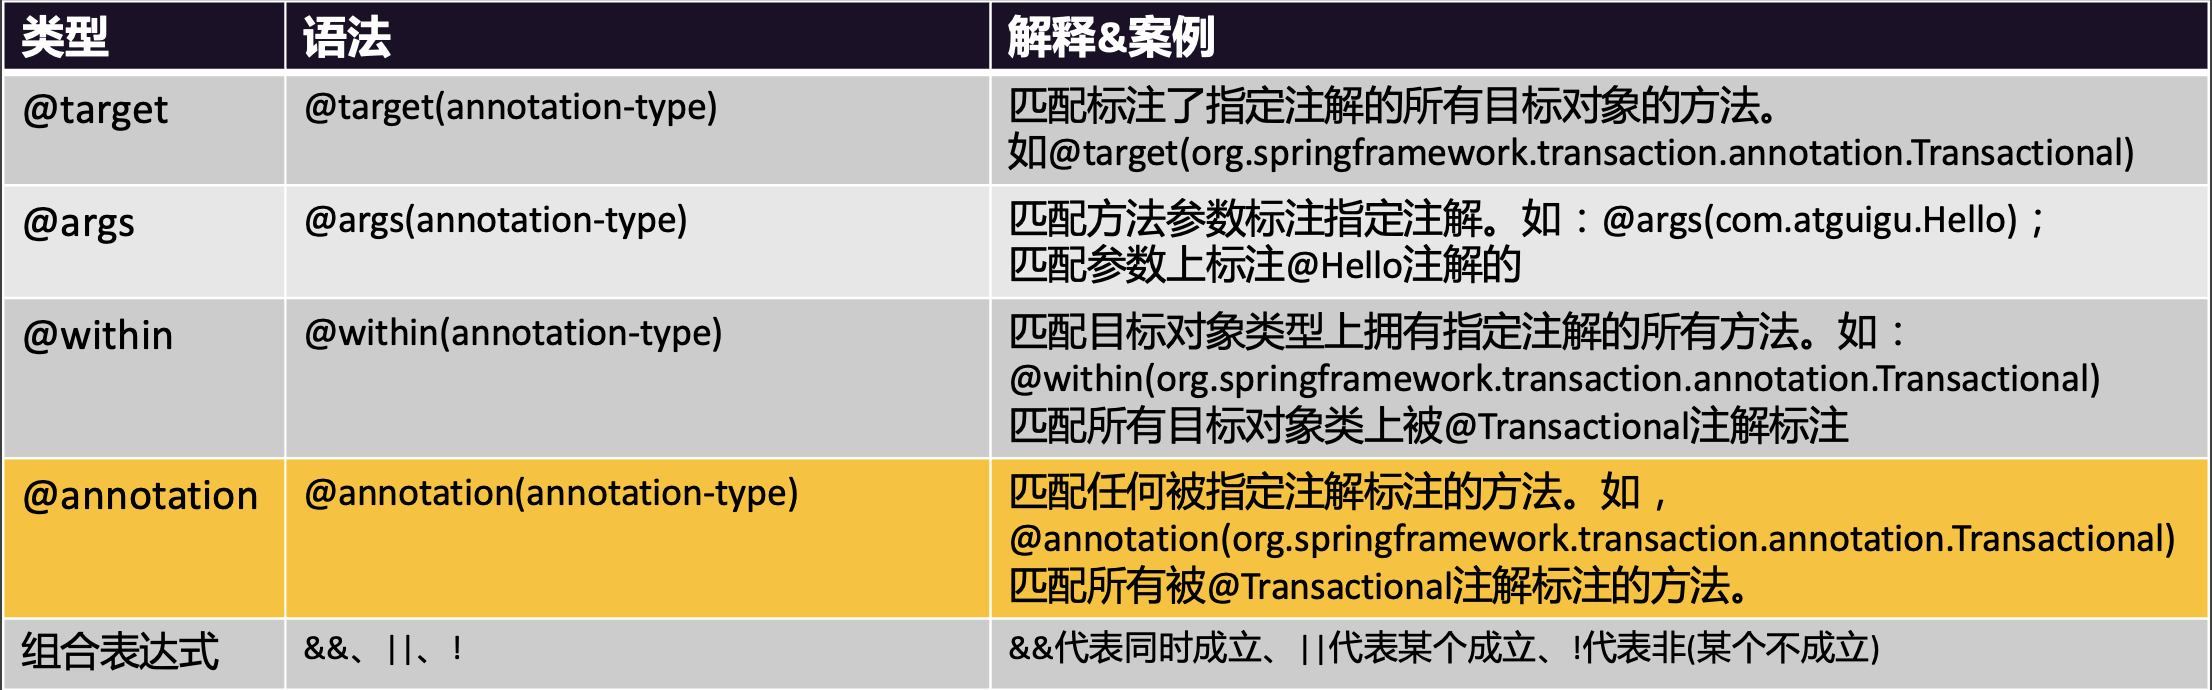 类型
语法
解释&案例
@target
@target(annotation-type)
匹配标注了指定注解的所有目标对象的方法。
如@target(org.springframework.transaction.annotation.Transactional)
@args
@args(annotation-type)
匹配方法参数标注指定注解。如：@args(com.atguigu.Hello)；
匹配参数上标注@Hello注解的
@within
@within(annotation-type)
匹配目标对象类型上拥有指定注解的所有方法。如：
@within(org.springframework.transaction.annotation.Transactional)
匹配所有目标对象类上被@Transactional注解标注
@annotation
@annotation(annotation-type)
匹配任何被指定注解标注的方法。如，
@annotation(org.springframework.transaction.annotation.Transactional)
匹配所有被@Transactional注解标注的方法。
组合表达式
&&、||、!
&&代表同时成立、||代表某个成立、!代表非(某个不成立)